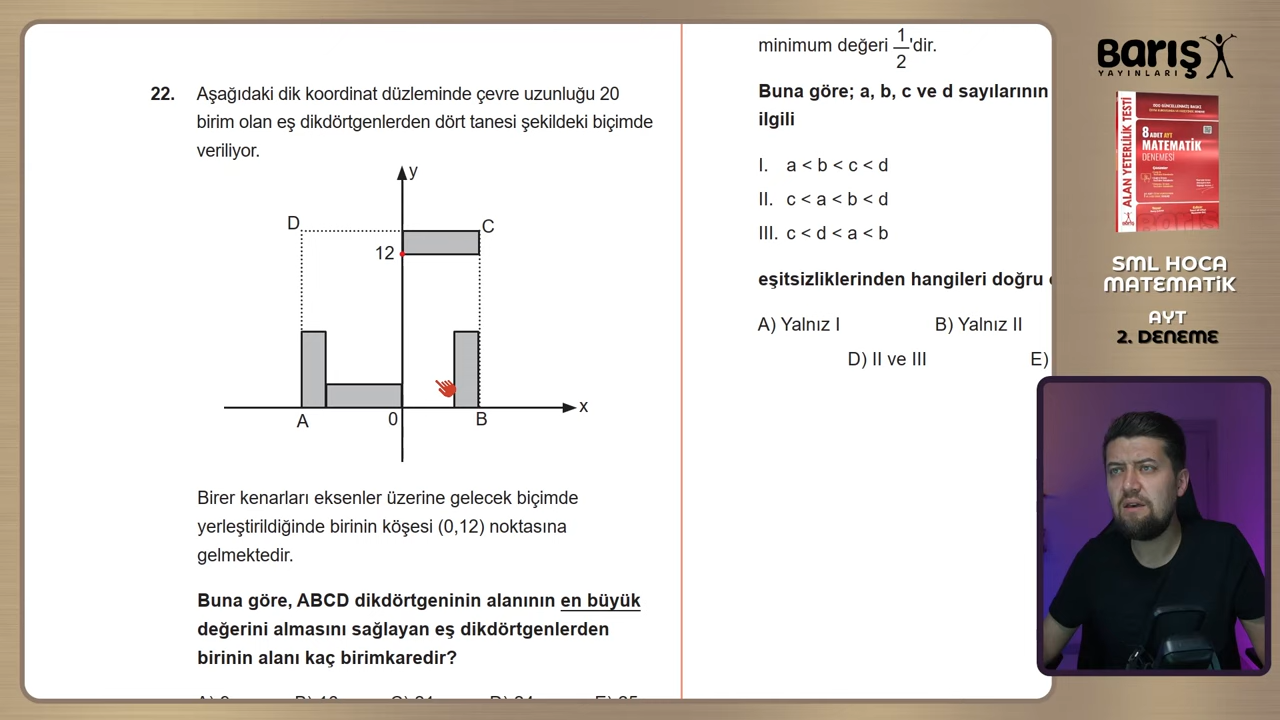 22. Aşağıdaki dik koordinat düzleminde çevre uzunluğu 20
birim olan eş dikdörtgenlerden dört tanesi şekildeki biçimde
veriliyor.
y
D
C
12
A
0
B
x
Birer kenarları eksenler üzerine gelecek biçimde
yerleştirildiğinde birinin köşesi (0,12) noktasına
gelmektedir.
Buna göre, ABCD dikdörtgeninin alanının en büyük
değerini almasını sağlayan eş dikdörtgenlerden
birinin alanı kaç birimkaredir?
minimum değeri 1/2'dir.
Buna göre; a, b, c ve d sayılarının
ilgili
I. a < b < c < d
II. c < a < b < d
III. c < d < a < b
eşitsizliklerinden hangileri doğru
A) Yalnız I
B) Yalnız II
D) II ve III
E)
BARIŞ
YAYINLARI
ALAN YETERLİLİK TESTİ
8 ADET AYT
MATEMATİK
DENEMESİ
SML HOCA
MATEMATİK
AYT
2. DENEME